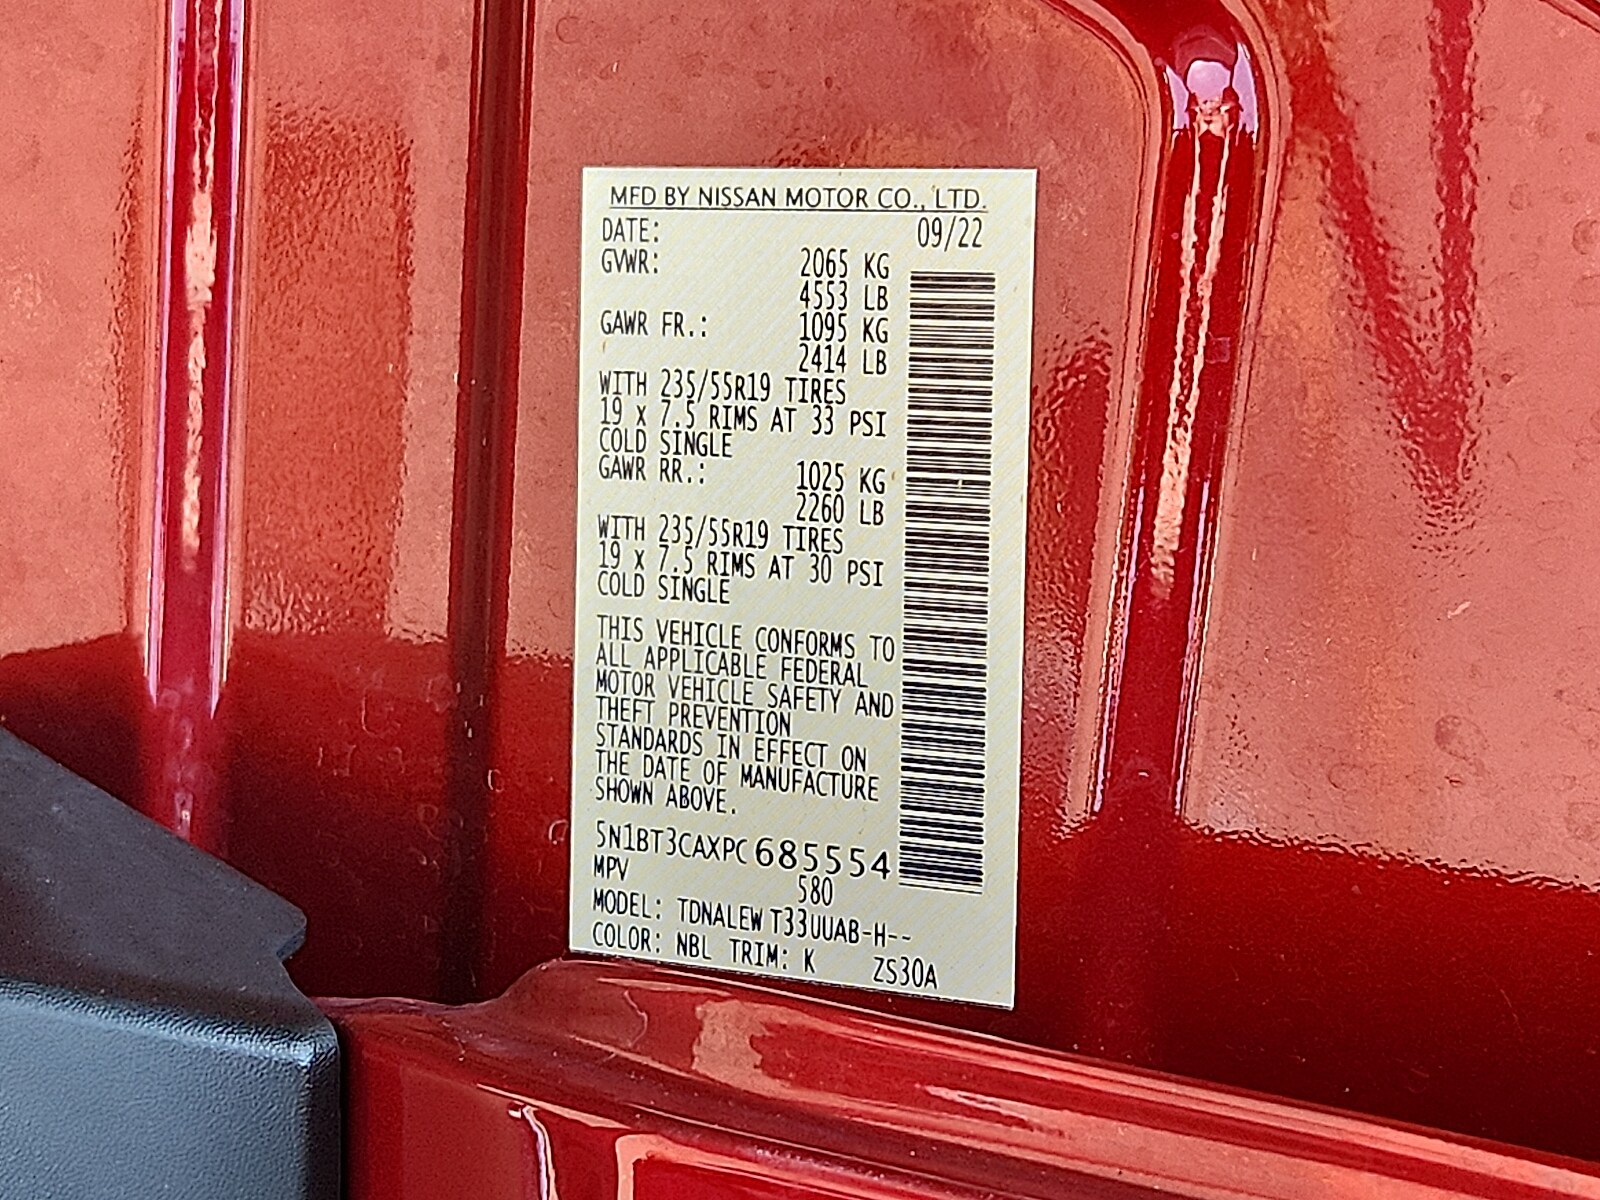 MFD BY NISSAN MOTOR CO., LTD.
DATE: 09/22
GVWR: 2065 KG
4553 LB
GAWR FR.: 1095 KG
2414 LB
WITH 235/55R19 TIRES
19 X 7.5 RIMS AT 33 PSI
COLD SINGLE
GAWR RR.: 1025 KG
2260 LB
WITH 235/55R19 TIRES
19 X 7.5 RIMS AT 30 PSI
COLD SINGLE
THIS VEHICLE CONFORMS TO
ALL APPLICABLE FEDERAL
MOTOR VEHICLE SAFETY AND
THEFT PREVENTION
STANDARDS IN EFFECT ON
THE DATE OF MANUFACTURE
SHOWN ABOVE.
5N1BT3CAXPC685554
MPV 580
MODEL: TDNALEW T33UUAB-H--
COLOR: NBL TRIM: K ZS30A